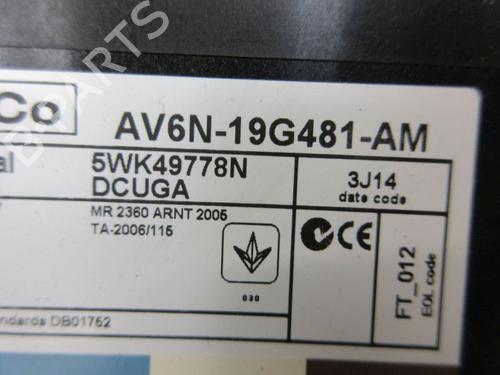 BPARTS
Co
AV6N-19G481-AM
al
5WK49778N
DCUGA
3J14
date code
MR 2360 ARNT 2005
TA-2006/115
CE
030
FT_012
EOL code
ndards DB01762